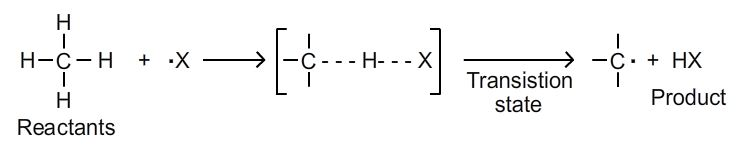 H
H–C–H + ·X → [–C---H---X] → –C· + HX
H
Transistion
state
Reactants
Product